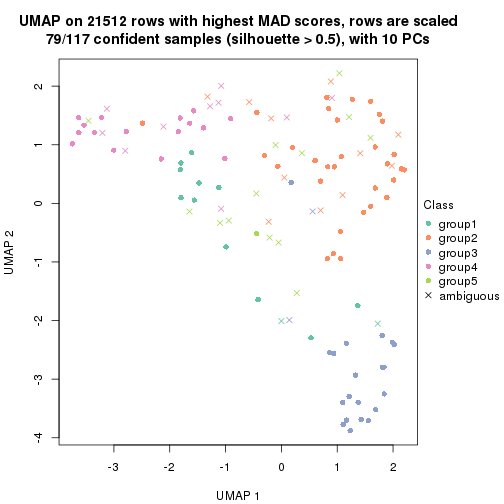 UMAP on 21512 rows with highest MAD scores, rows are scaled
79/117 confident samples (silhouette > 0.5), with 10 PCs
2
1
0
-1
-2
-3
-4
UMAP 2
-3
-2
-1
0
1
2
UMAP 1
Class
group1
group2
group3
group4
group5
ambiguous